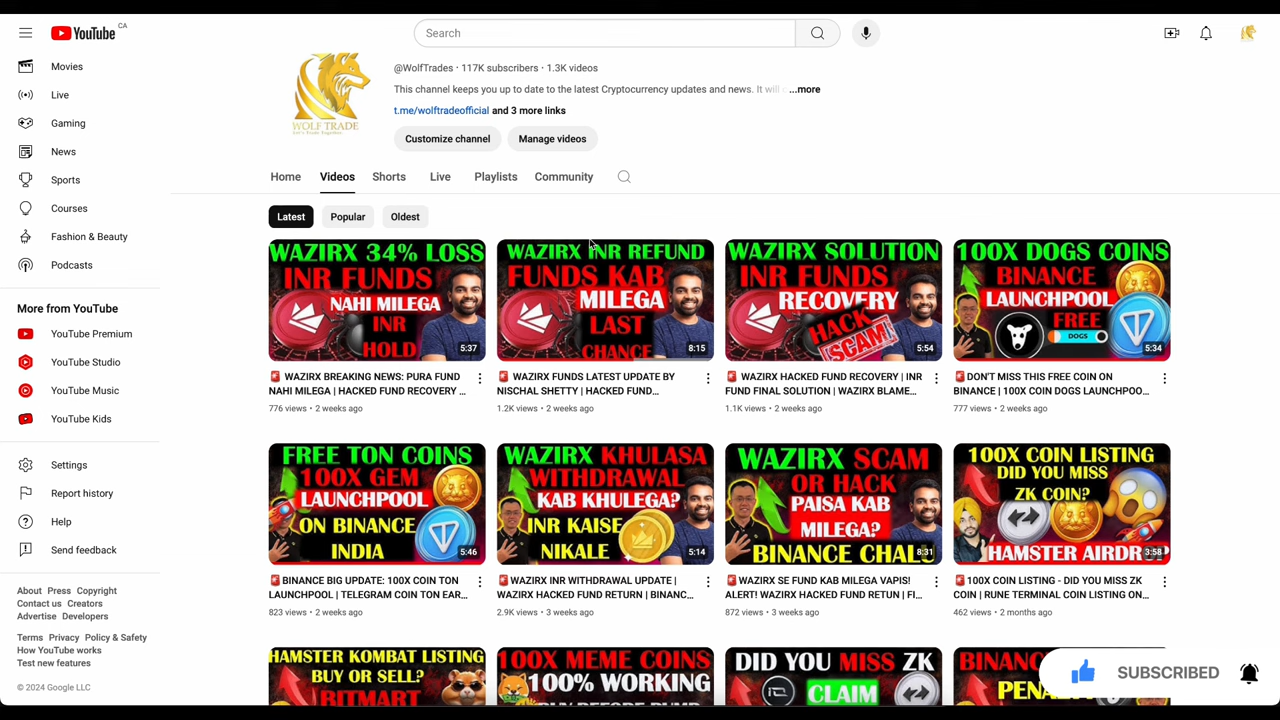 YouTube CA
Search
Movies
Live
Gaming
News
Sports
Courses
Fashion & Beauty
Podcasts
More from YouTube
YouTube Premium
YouTube Studio
YouTube Music
YouTube Kids
Settings
Report history
Help
Send feedback
About Press Copyright
Contact us Creators
Advertise Developers
Terms Privacy Policy & Safety
How YouTube works
Test new features
© 2024 Google LLC
WOLF TRADE
Let's Trade Together
@WolfTrades · 117K subscribers · 1.3K videos
This channel keeps you up to date to the latest Cryptocurrency updates and news. It will ...more
t.me/wolftradeofficial and 3 more links
Customize channel Manage videos
Home Videos Shorts Live Playlists Community
Latest Popular Oldest
WAZIRX 34% LOSS
INR FUNDS
NAHI MILEGA
INR
HOLD
5:37
🚨 WAZIRX BREAKING NEWS: PURA FUND
NAHI MILEGA | HACKED FUND RECOVERY ...
776 views · 2 weeks ago
WAZIRX INR REFUND
FUNDS KAB
MILEGA
LAST
CHANCE
8:15
🚨 WAZIRX FUNDS LATEST UPDATE BY
NISCHAL SHETTY | HACKED FUND...
1.2K views · 2 weeks ago
WAZIRX SOLUTION
INR FUNDS
RECOVERY
HACK
SCAM
5:54
🚨 WAZIRX HACKED FUND RECOVERY | INR
FUND FINAL SOLUTION | WAZIRX BLAME...
1.1K views · 2 weeks ago
100X DOGS COINS
BINANCE
LAUNCHPOOL
FREE
DOGS
5:34
🚨DON'T MISS THIS FREE COIN ON
BINANCE | 100X COIN DOGS LAUNCHPOO...
777 views · 2 weeks ago
FREE TON COINS
100X GEM
LAUNCHPOOL
ON BINANCE
INDIA
5:46
🚨BINANCE BIG UPDATE: 100X COIN TON
LAUNCHPOOL | TELEGRAM COIN TON EAR...
823 views · 2 weeks ago
WAZIRX KHULASA
WITHDRAWAL
KAB KHULEGA?
INR KAISE
NIKALE
5:14
🚨WAZIRX INR WITHDRAWAL UPDATE |
WAZIRX HACKED FUND RETURN | BINANC...
2.9K views · 3 weeks ago
WAZIRX SCAM
OR HACK
PAISA KAB
MILEGA?
BINANCE CHALU
8:31
🚨WAZIRX SE FUND KAB MILEGA VAPIS!
ALERT! WAZIRX HACKED FUND RETUN | FI...
872 views · 3 weeks ago
100X COIN LISTING
DID YOU MISS
ZK COIN?
HAMSTER AIRDROP
3:58
🚨100X COIN LISTING - DID YOU MISS ZK
COIN | RUNE TERMINAL COIN LISTING ON...
462 views · 2 months ago
HAMSTER KOMBAT LISTING
BUY OR SELL?
BITMART
100X MEME COINS
100% WORKING
BUY BEFORE PUMP
DID YOU MISS ZK
CLAIM
SUBSCRIBED